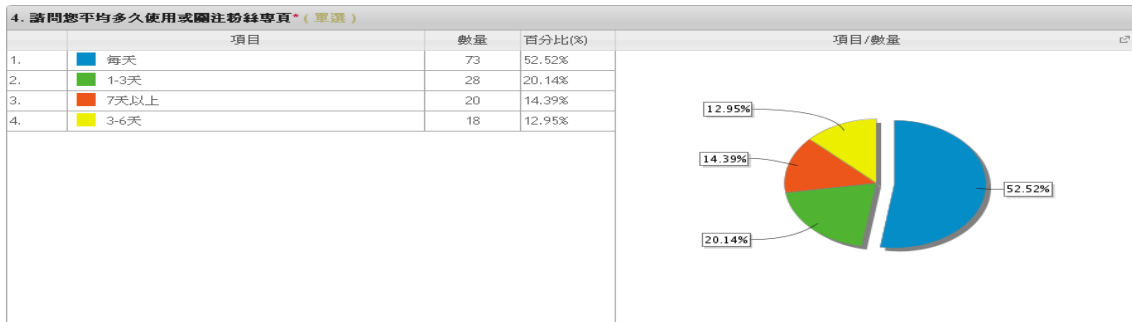 4. 請問您平均多久使用或關注粉絲專頁*（單選）
項目 數量 百分比(%) 項目/數量
1. 每天 73 52.52%
2. 1-3天 28 20.14%
3. 7天以上 20 14.39%
4. 3-6天 18 12.95%
12.95%
14.39%
52.52%
20.14%